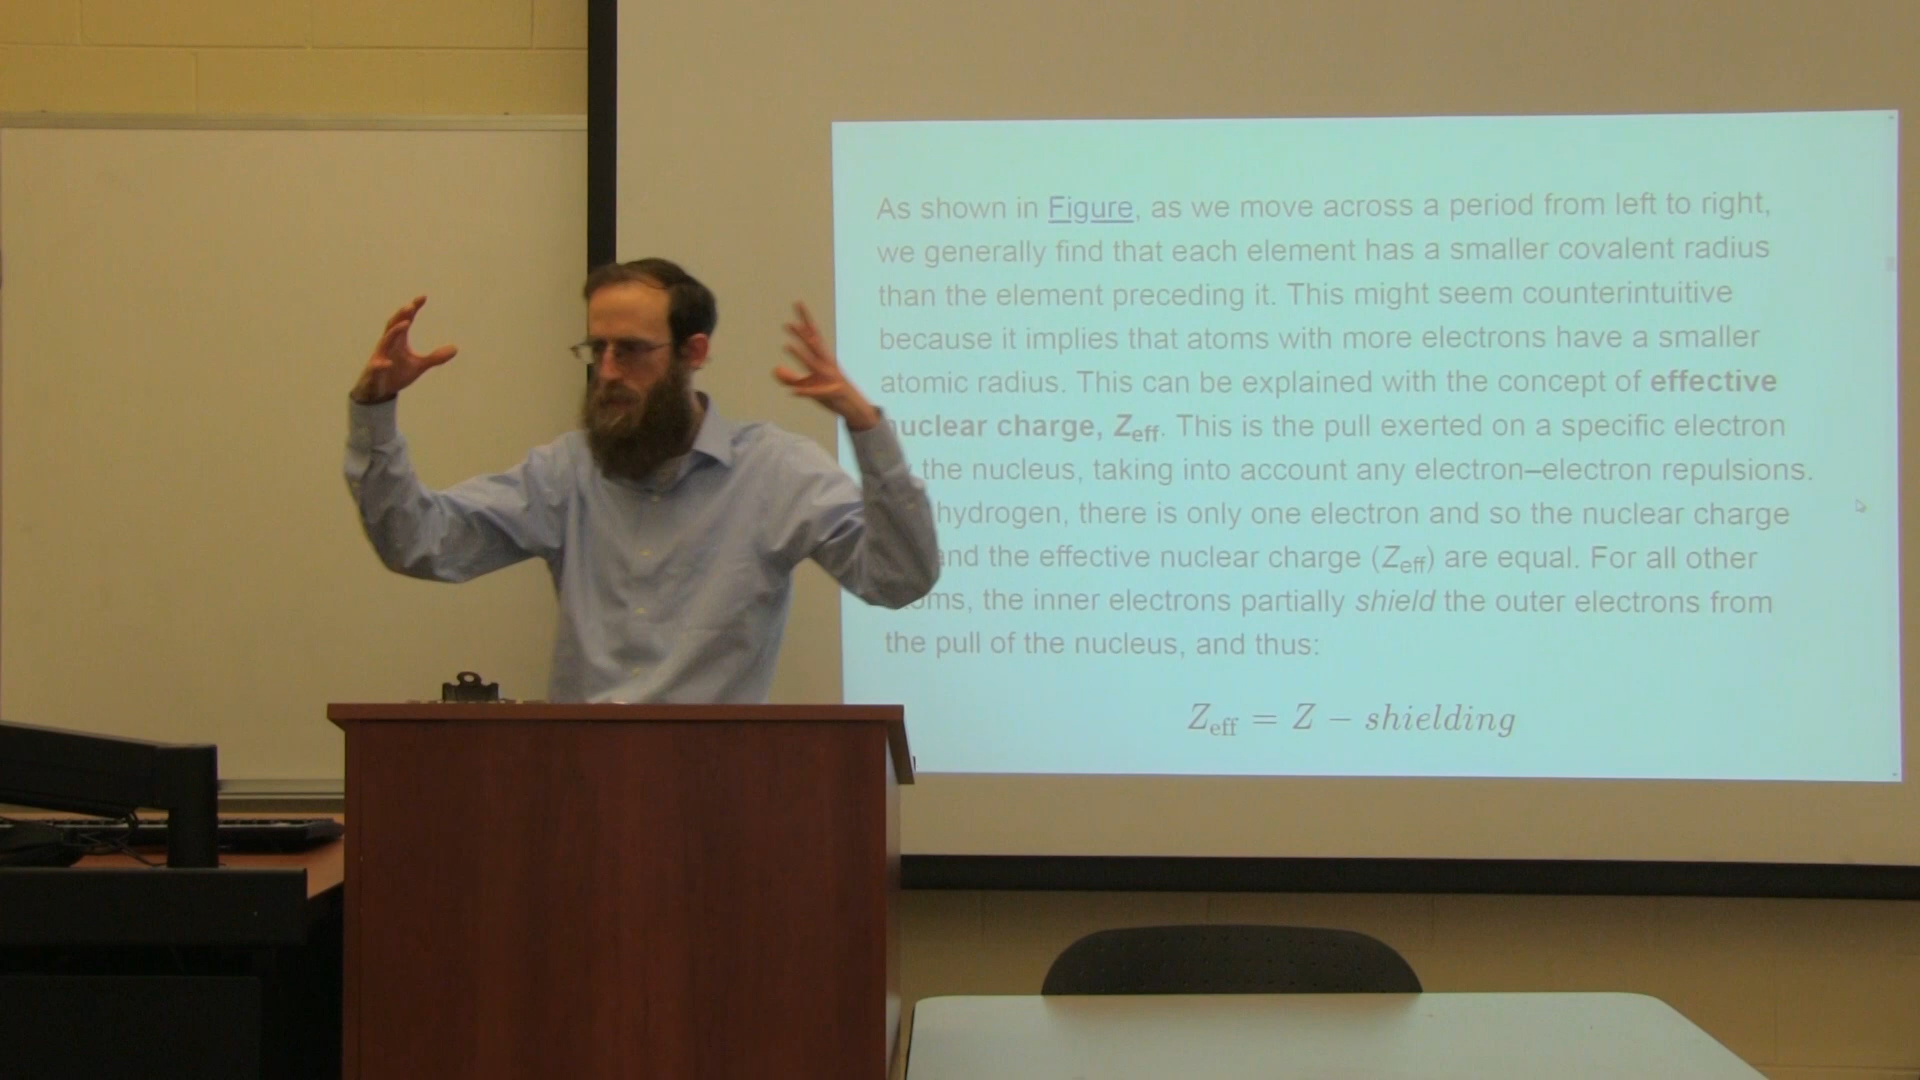 As shown in Figure, as we move across a period from left to right,
we generally find that each element has a smaller covalent radius
than the element preceding it. This might seem counterintuitive
because it implies that atoms with more electrons have a smaller
atomic radius. This can be explained with the concept of effective
nuclear charge, Zeff. This is the pull exerted on a specific electron
the nucleus, taking into account any electron–electron repulsions.
hydrogen, there is only one electron and so the nuclear charge
and the effective nuclear charge (Zeff) are equal. For all other
atoms, the inner electrons partially shield the outer electrons from
the pull of the nucleus, and thus:
Zeff = Z − shielding